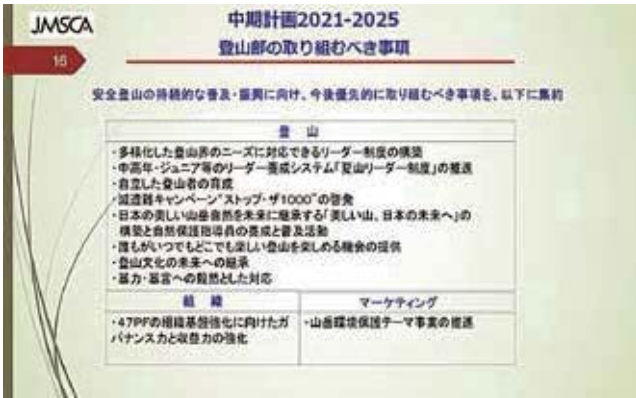 JMSCA
16
中期計画2021-2025
登山部の取り組むべき事項
安全登山の持続的な普及・振興に向け、今後優先的に取り組むべき事項を、以下に集約
登 山
・多様化した登山界のニーズに対応できるリーダー制度の構築
・中高年・ジュニア等のリーダー養成システム「夏山リーダー制度」の推進
・自立した登山者の育成
・減遭難キャンペーン“ストップ・ザ1000”の啓発
・日本の美しい山岳自然を未来に継承する「美しい山、日本の未来へ」の
構築と自然保護指導員の養成と普及活動
・誰もがいつでもどこでも楽しい登山を楽しめる機会の提供
・登山文化の未来への継承
・暴力・暴言への毅然とした対応
組 織
マーケティング
・47PFの組織基盤強化に向けたガ
バナンス力と収益力の強化
・山岳環境保護テーマ事業の推進